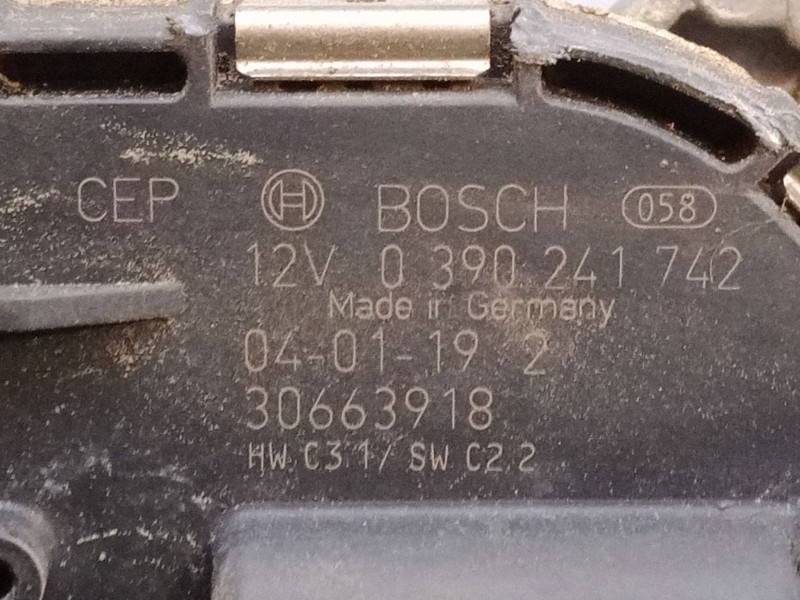 CEP H BOSCH 058
12V 0 390 241 742
Made in Germany
04-01-19 2
30663918
HW C3.1/ SW C2.2